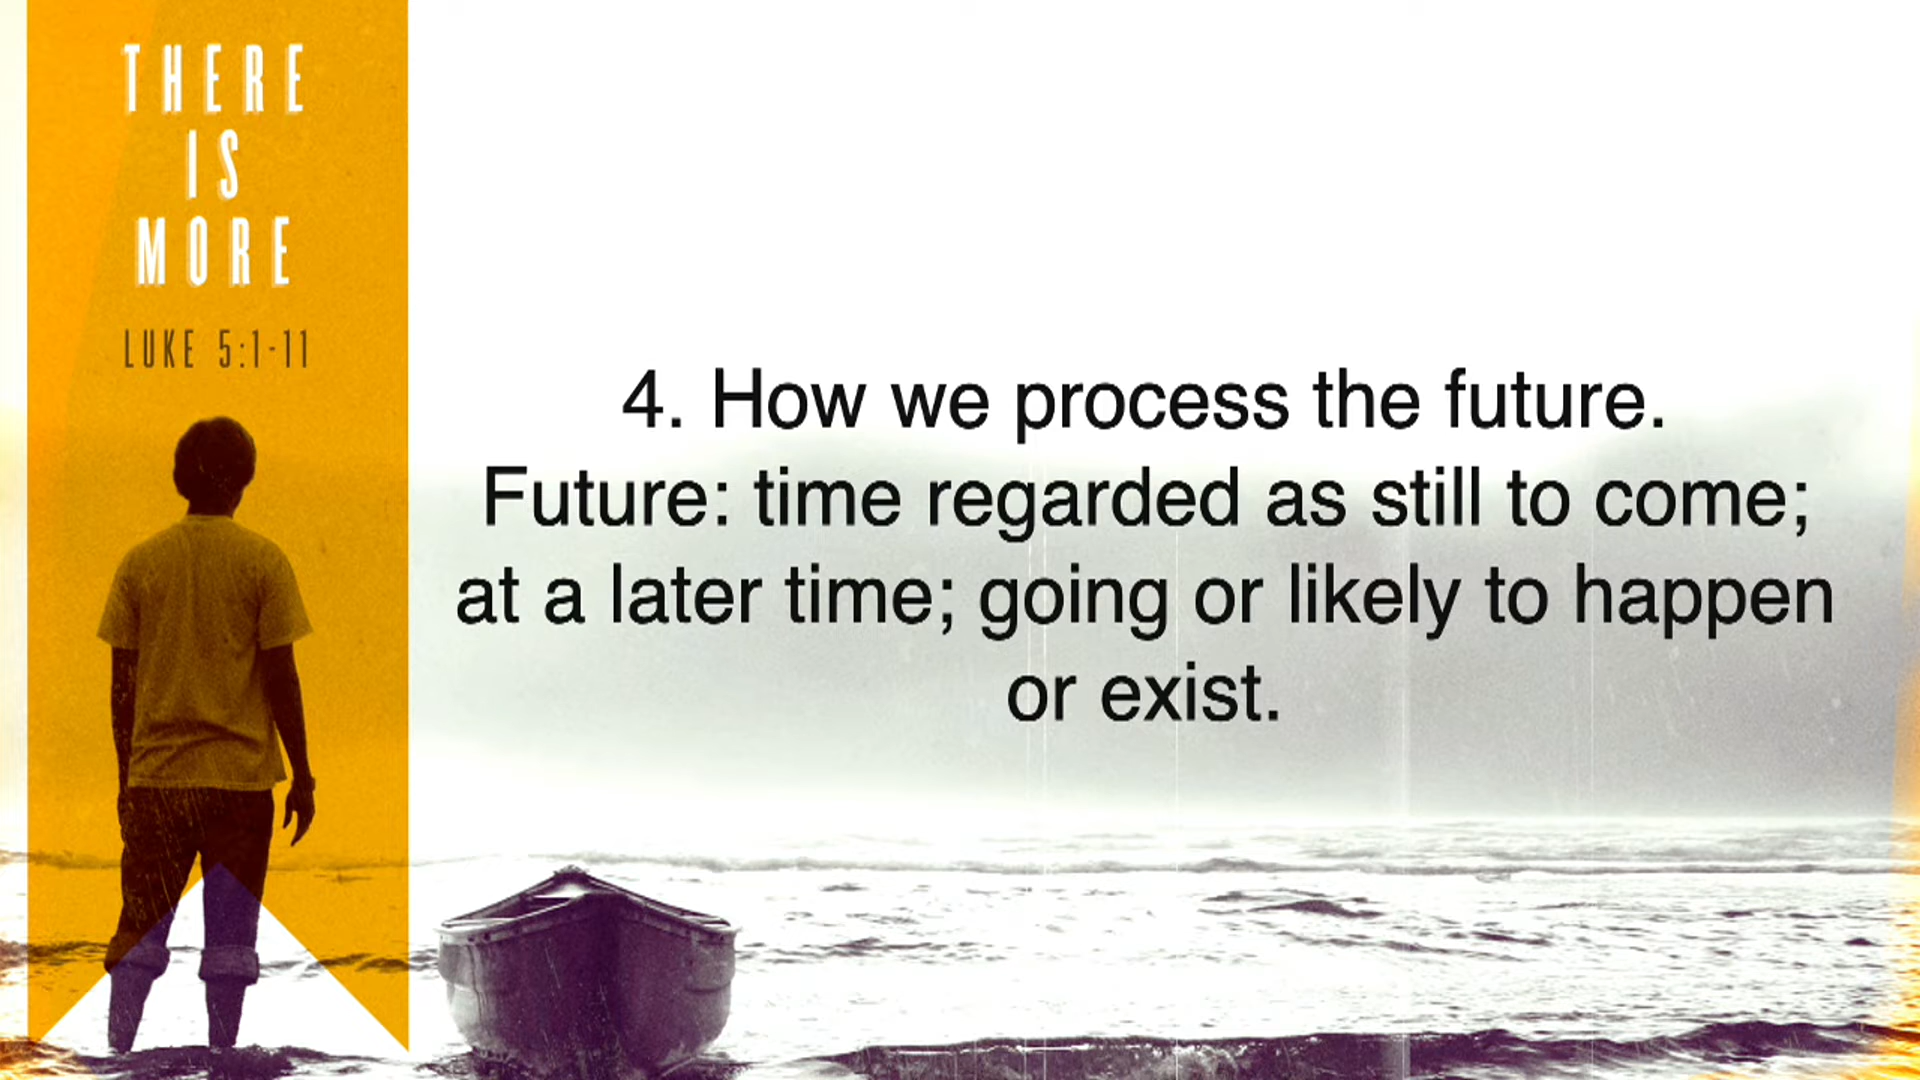 THERE
IS
MORE
LUKE 5:1-11
4. How we process the future.
Future: time regarded as still to come;
at a later time; going or likely to happen
or exist.